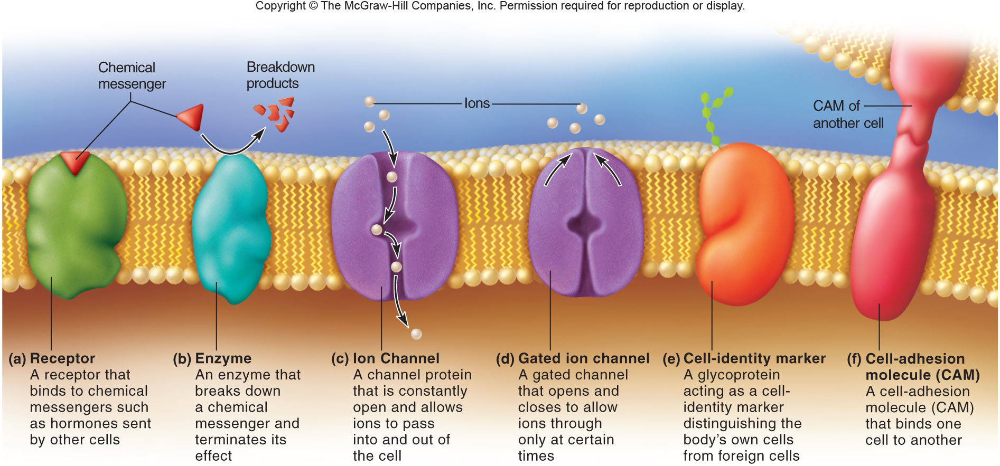 Copyright © The McGraw-Hill Companies, Inc. Permission required for reproduction or display.
Chemical
messenger
Breakdown
products
Ions
CAM of
another cell
(a) Receptor
A receptor that
binds to chemical
messengers such
as hormones sent
by other cells
(b) Enzyme
An enzyme that
breaks down
a chemical
messenger and
terminates its
effect
(c) Ion Channel
A channel protein
that is constantly
open and allows
ions to pass
into and out of
the cell
(d) Gated ion channel
A gated channel
that opens and
closes to allow
ions through
only at certain
times
(e) Cell-identity marker
A glycoprotein
acting as a cell-
identity marker
distinguishing the
body's own cells
from foreign cells
(f) Cell-adhesion
molecule (CAM)
A cell-adhesion
molecule (CAM)
that binds one
cell to another